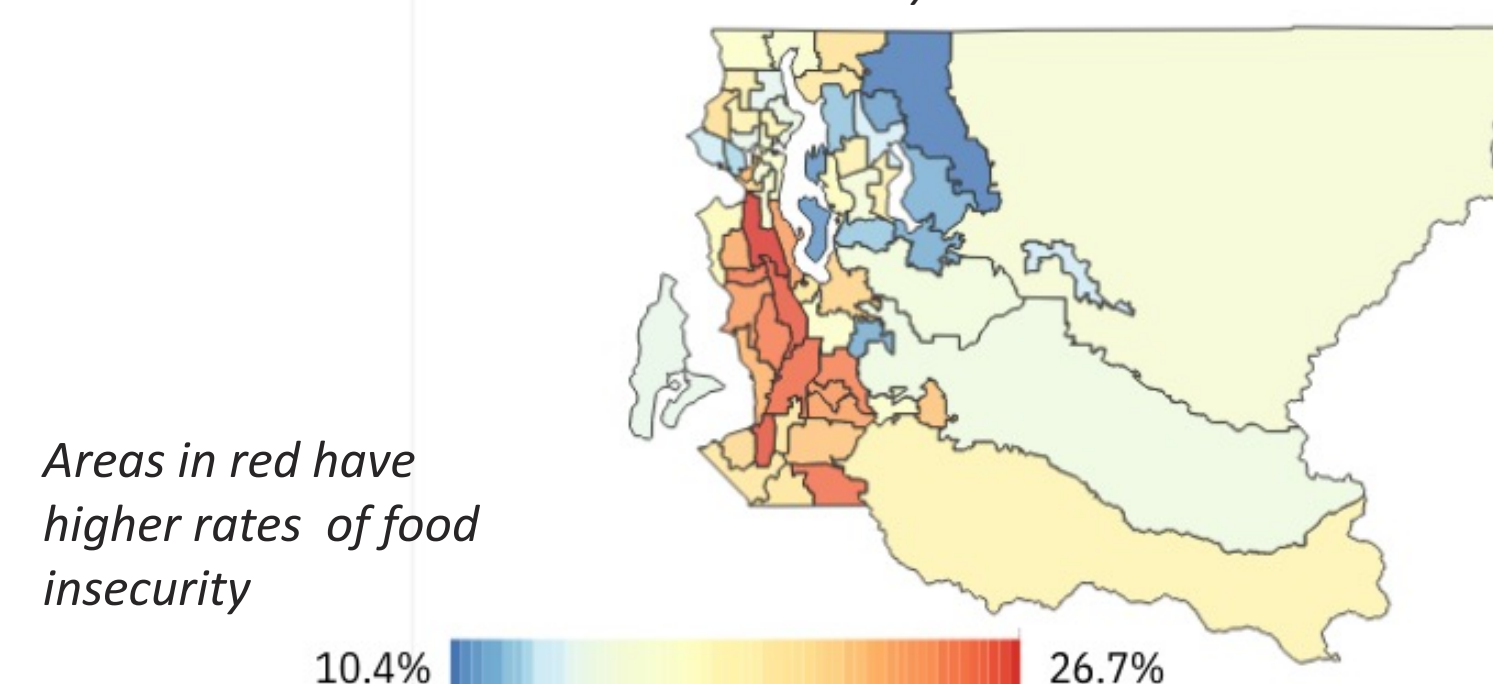 Areas in red have
higher rates of food
insecurity
10.4%
26.7%